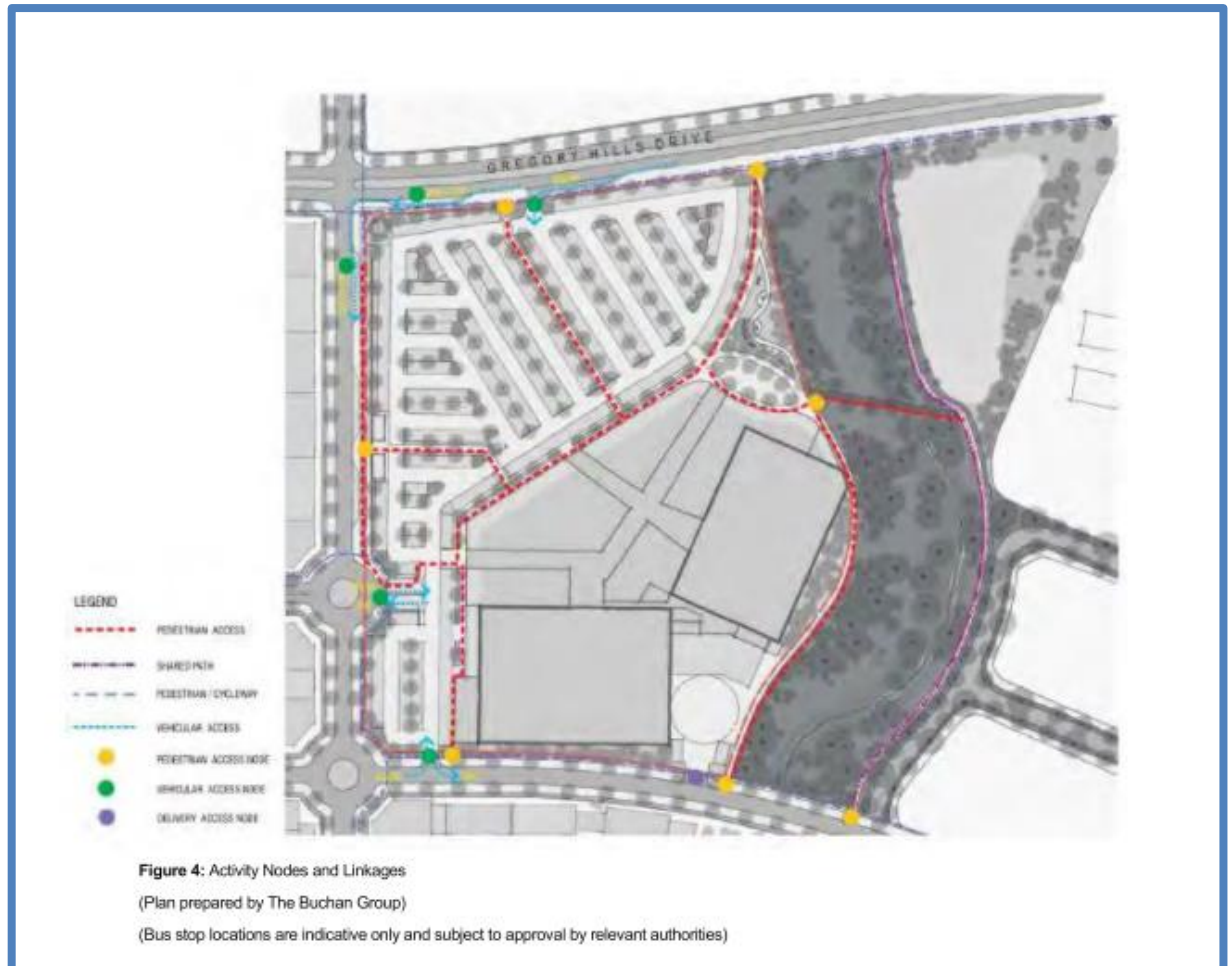 GREGORY HILLS DRIVE
LEGEND
PEDESTRIAN ACCESS
SHARED PATH
PEDESTRIAN / CYCLEWAY
VEHICULAR ACCESS
PEDESTRIAN ACCESS NODE
VEHICULAR ACCESS NODE
DELIVERY ACCESS NODE
Figure 4: Activity Nodes and Linkages
(Plan prepared by The Buchan Group)
(Bus stop locations are indicative only and subject to approval by relevant authorities)